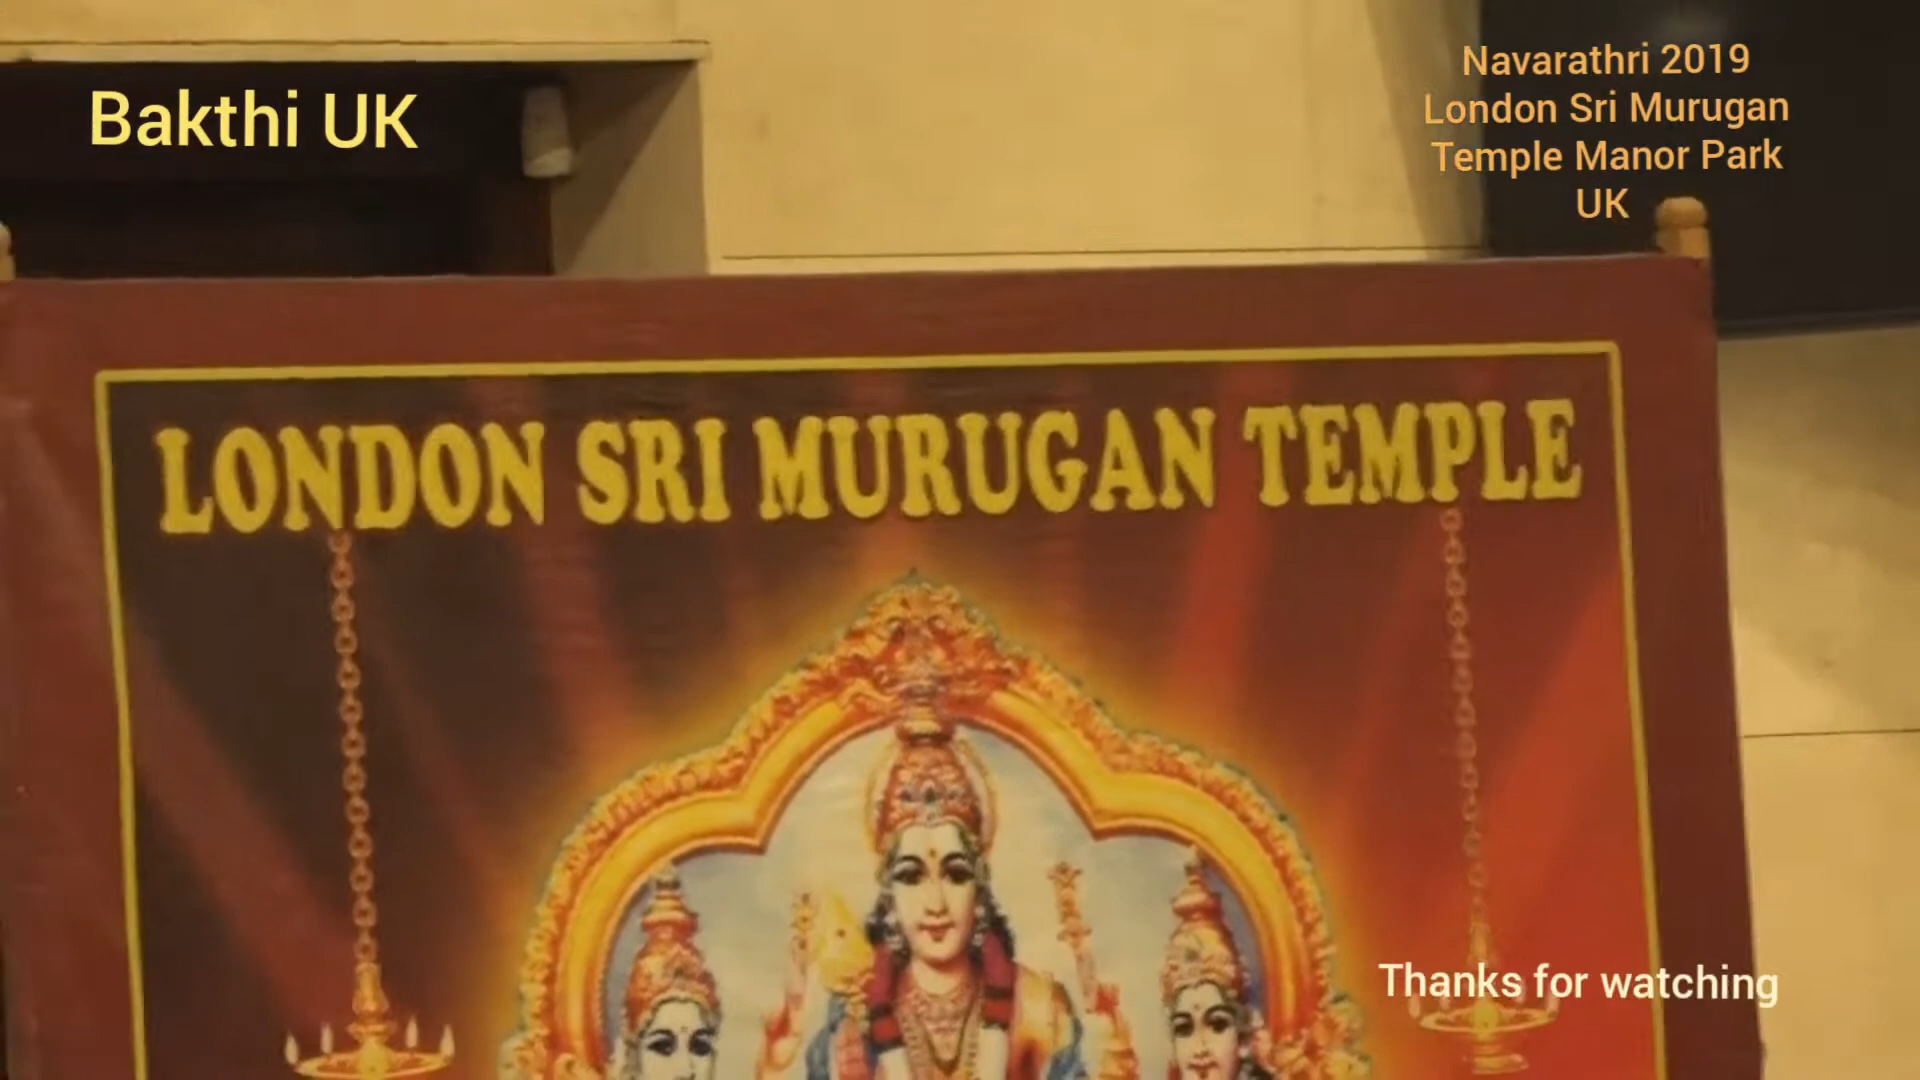 Bakthi UK
Navarathri 2019
London Sri Murugan
Temple Manor Park
UK
LONDON SRI MURUGAN TEMPLE
Thanks for watching